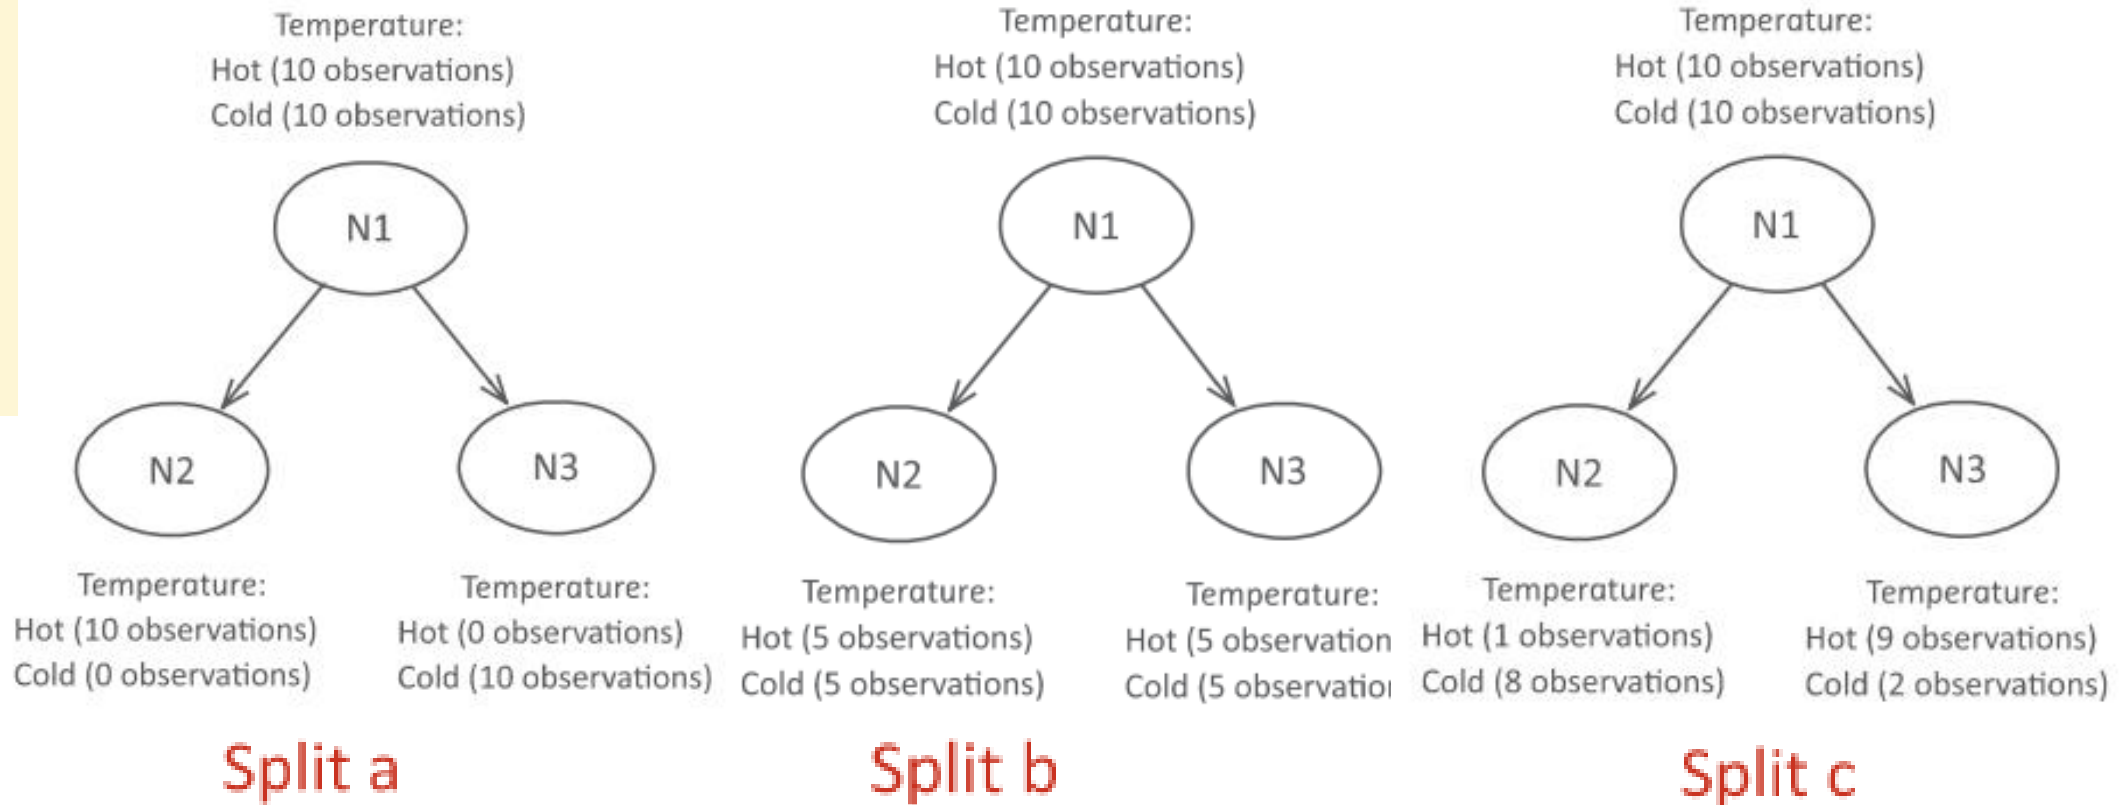 Temperature:
Hot (10 observations)
Cold (10 observations)
N1
N2
N3
Temperature:
Hot (10 observations)
Cold (0 observations)
Temperature:
Hot (0 observations)
Cold (10 observations)
Split a
Temperature:
Hot (10 observations)
Cold (10 observations)
N1
N2
N3
Temperature:
Hot (5 observations)
Cold (5 observations)
Temperature:
Hot (5 observation
Cold (5 observatio
Split b
Temperature:
Hot (10 observations)
Cold (10 observations)
N1
N2
N3
Temperature:
Hot (1 observations)
Cold (8 observations)
Temperature:
Hot (9 observations)
Cold (2 observations)
Split c